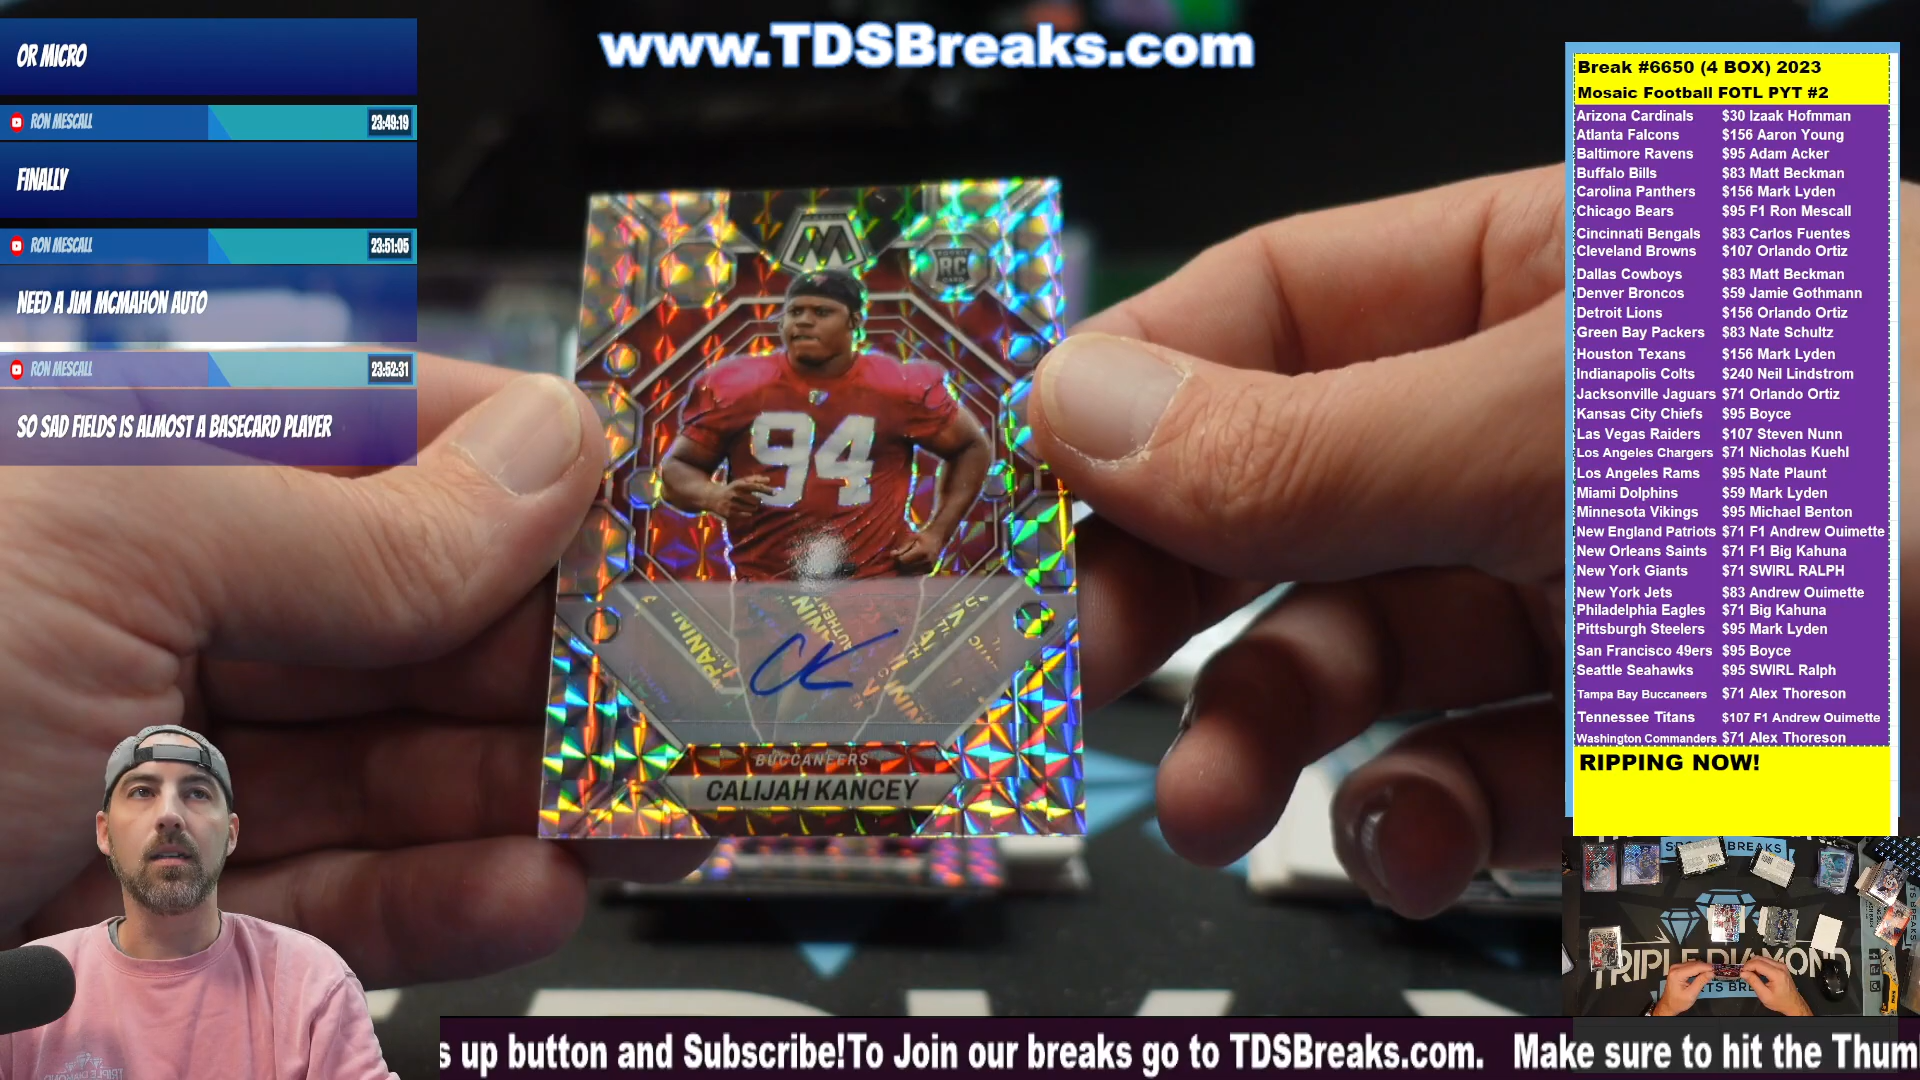 www.TDSBreaks.com
OR MICRO
RON MESCALL 23:49:19
FINALLY
RON MESCALL 23:51:05
NEED A JIM MCMAHON AUTO
RON MESCALL 23:52:31
SO SAD FIELDS IS ALMOST A BASECARD PLAYER
RC
94
BUCCANEERS
CALIJAH KANCEY
Break #6650 (4 BOX) 2023
Mosaic Football FOTL PYT #2
Arizona Cardinals $30 Izaak Hofmman
Atlanta Falcons $156 Aaron Young
Baltimore Ravens $95 Adam Acker
Buffalo Bills $83 Matt Beckman
Carolina Panthers $156 Mark Lyden
Chicago Bears $95 F1 Ron Mescall
Cincinnati Bengals $83 Carlos Fuentes
Cleveland Browns $107 Orlando Ortiz
Dallas Cowboys $83 Matt Beckman
Denver Broncos $59 Jamie Gothmann
Detroit Lions $156 Orlando Ortiz
Green Bay Packers $83 Nate Schultz
Houston Texans $156 Mark Lyden
Indianapolis Colts $240 Neil Lindstrom
Jacksonville Jaguars $71 Orlando Ortiz
Kansas City Chiefs $95 Boyce
Las Vegas Raiders $107 Steven Nunn
Los Angeles Chargers $71 Nicholas Kuehl
Los Angeles Rams $95 Nate Plaunt
Miami Dolphins $59 Mark Lyden
Minnesota Vikings $95 Michael Benton
New England Patriots $71 F1 Andrew Ouimette
New Orleans Saints $71 F1 Big Kahuna
New York Giants $71 SWIRL RALPH
New York Jets $83 Andrew Ouimette
Philadelphia Eagles $71 Big Kahuna
Pittsburgh Steelers $95 Mark Lyden
San Francisco 49ers $95 Boyce
Seattle Seahawks $95 SWIRL Ralph
Tampa Bay Buccaneers $71 Alex Thoreson
Tennessee Titans $107 F1 Andrew Ouimette
Washington Commanders $71 Alex Thoreson
RIPPING NOW!
TRIPLE DIAMOND
s up button and Subscribe!To Join our breaks go to TDSBreaks.com. Make sure to hit the Thum